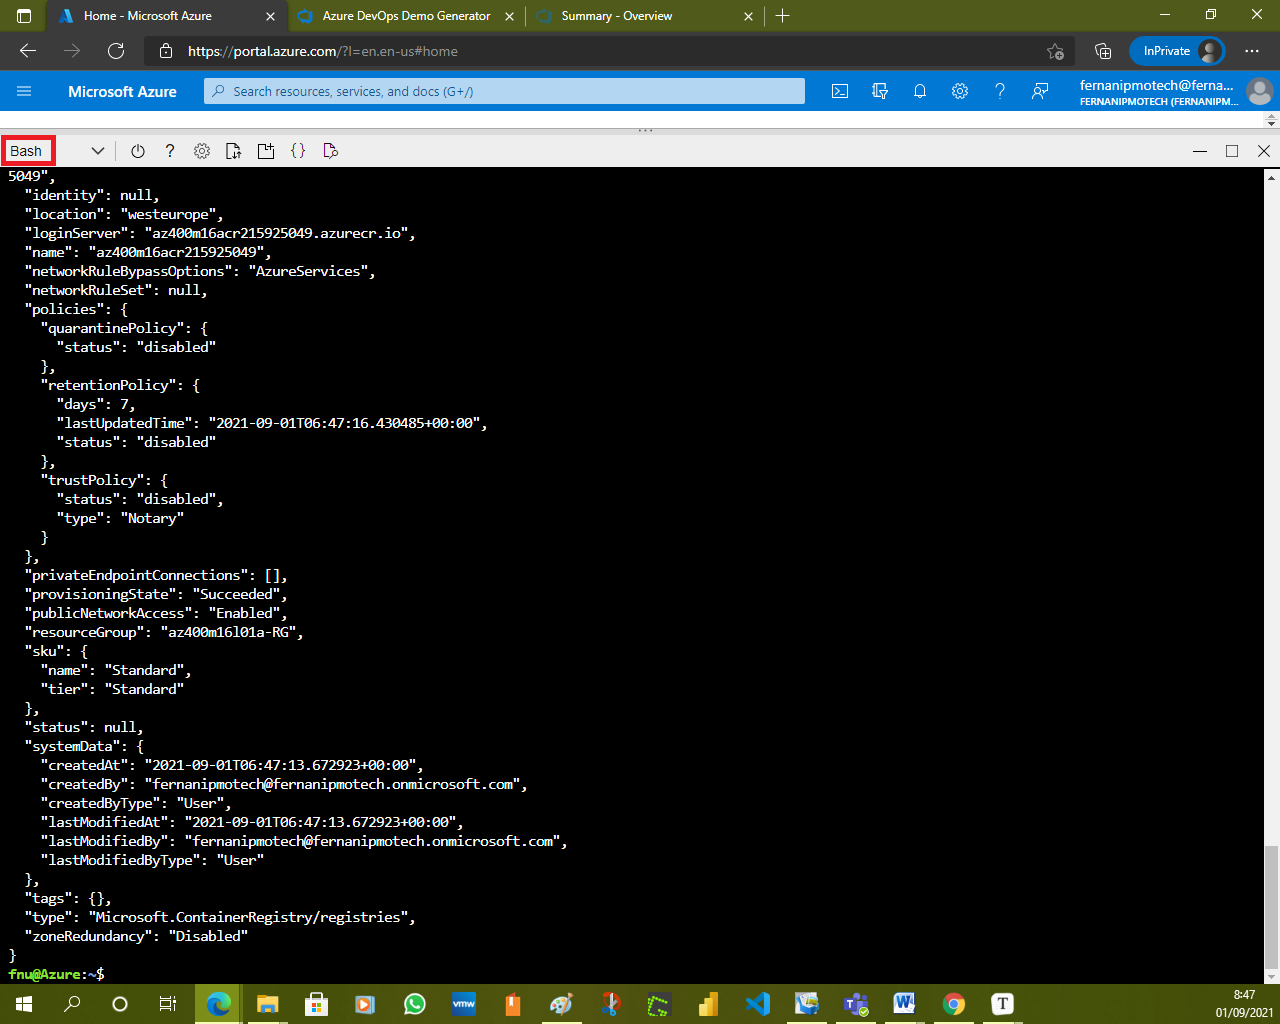 Home - Microsoft Azure
Azure DevOps Demo Generator
Summary - Overview
https://portal.azure.com/?l=en.en-us#home
InPrivate
Microsoft Azure
Search resources, services, and docs (G+/)
fernanipmotech@ferna...
FERNANIPMOTECH (FERNANIPM...
Bash
5049",
  "identity": null,
  "location": "westeurope",
  "loginServer": "az400m16acr215925049.azurecr.io",
  "name": "az400m16acr215925049",
  "networkRuleBypassOptions": "AzureServices",
  "networkRuleSet": null,
  "policies": {
    "quarantinePolicy": {
      "status": "disabled"
    },
    "retentionPolicy": {
      "days": 7,
      "lastUpdatedTime": "2021-09-01T06:47:16.430485+00:00",
      "status": "disabled"
    },
    "trustPolicy": {
      "status": "disabled",
      "type": "Notary"
    }
  },
  "privateEndpointConnections": [],
  "provisioningState": "Succeeded",
  "publicNetworkAccess": "Enabled",
  "resourceGroup": "az400m16l01a-RG",
  "sku": {
    "name": "Standard",
    "tier": "Standard"
  },
  "status": null,
  "systemData": {
    "createdAt": "2021-09-01T06:47:13.672923+00:00",
    "createdBy": "fernanipmotech@fernanipmotech.onmicrosoft.com",
    "createdByType": "User",
    "lastModifiedAt": "2021-09-01T06:47:13.672923+00:00",
    "lastModifiedBy": "fernanipmotech@fernanipmotech.onmicrosoft.com",
    "lastModifiedByType": "User"
  },
  "tags": {},
  "type": "Microsoft.ContainerRegistry/registries",
  "zoneRedundancy": "Disabled"
}
fnu@Azure:~$
vmw
T
8:47
01/09/2021